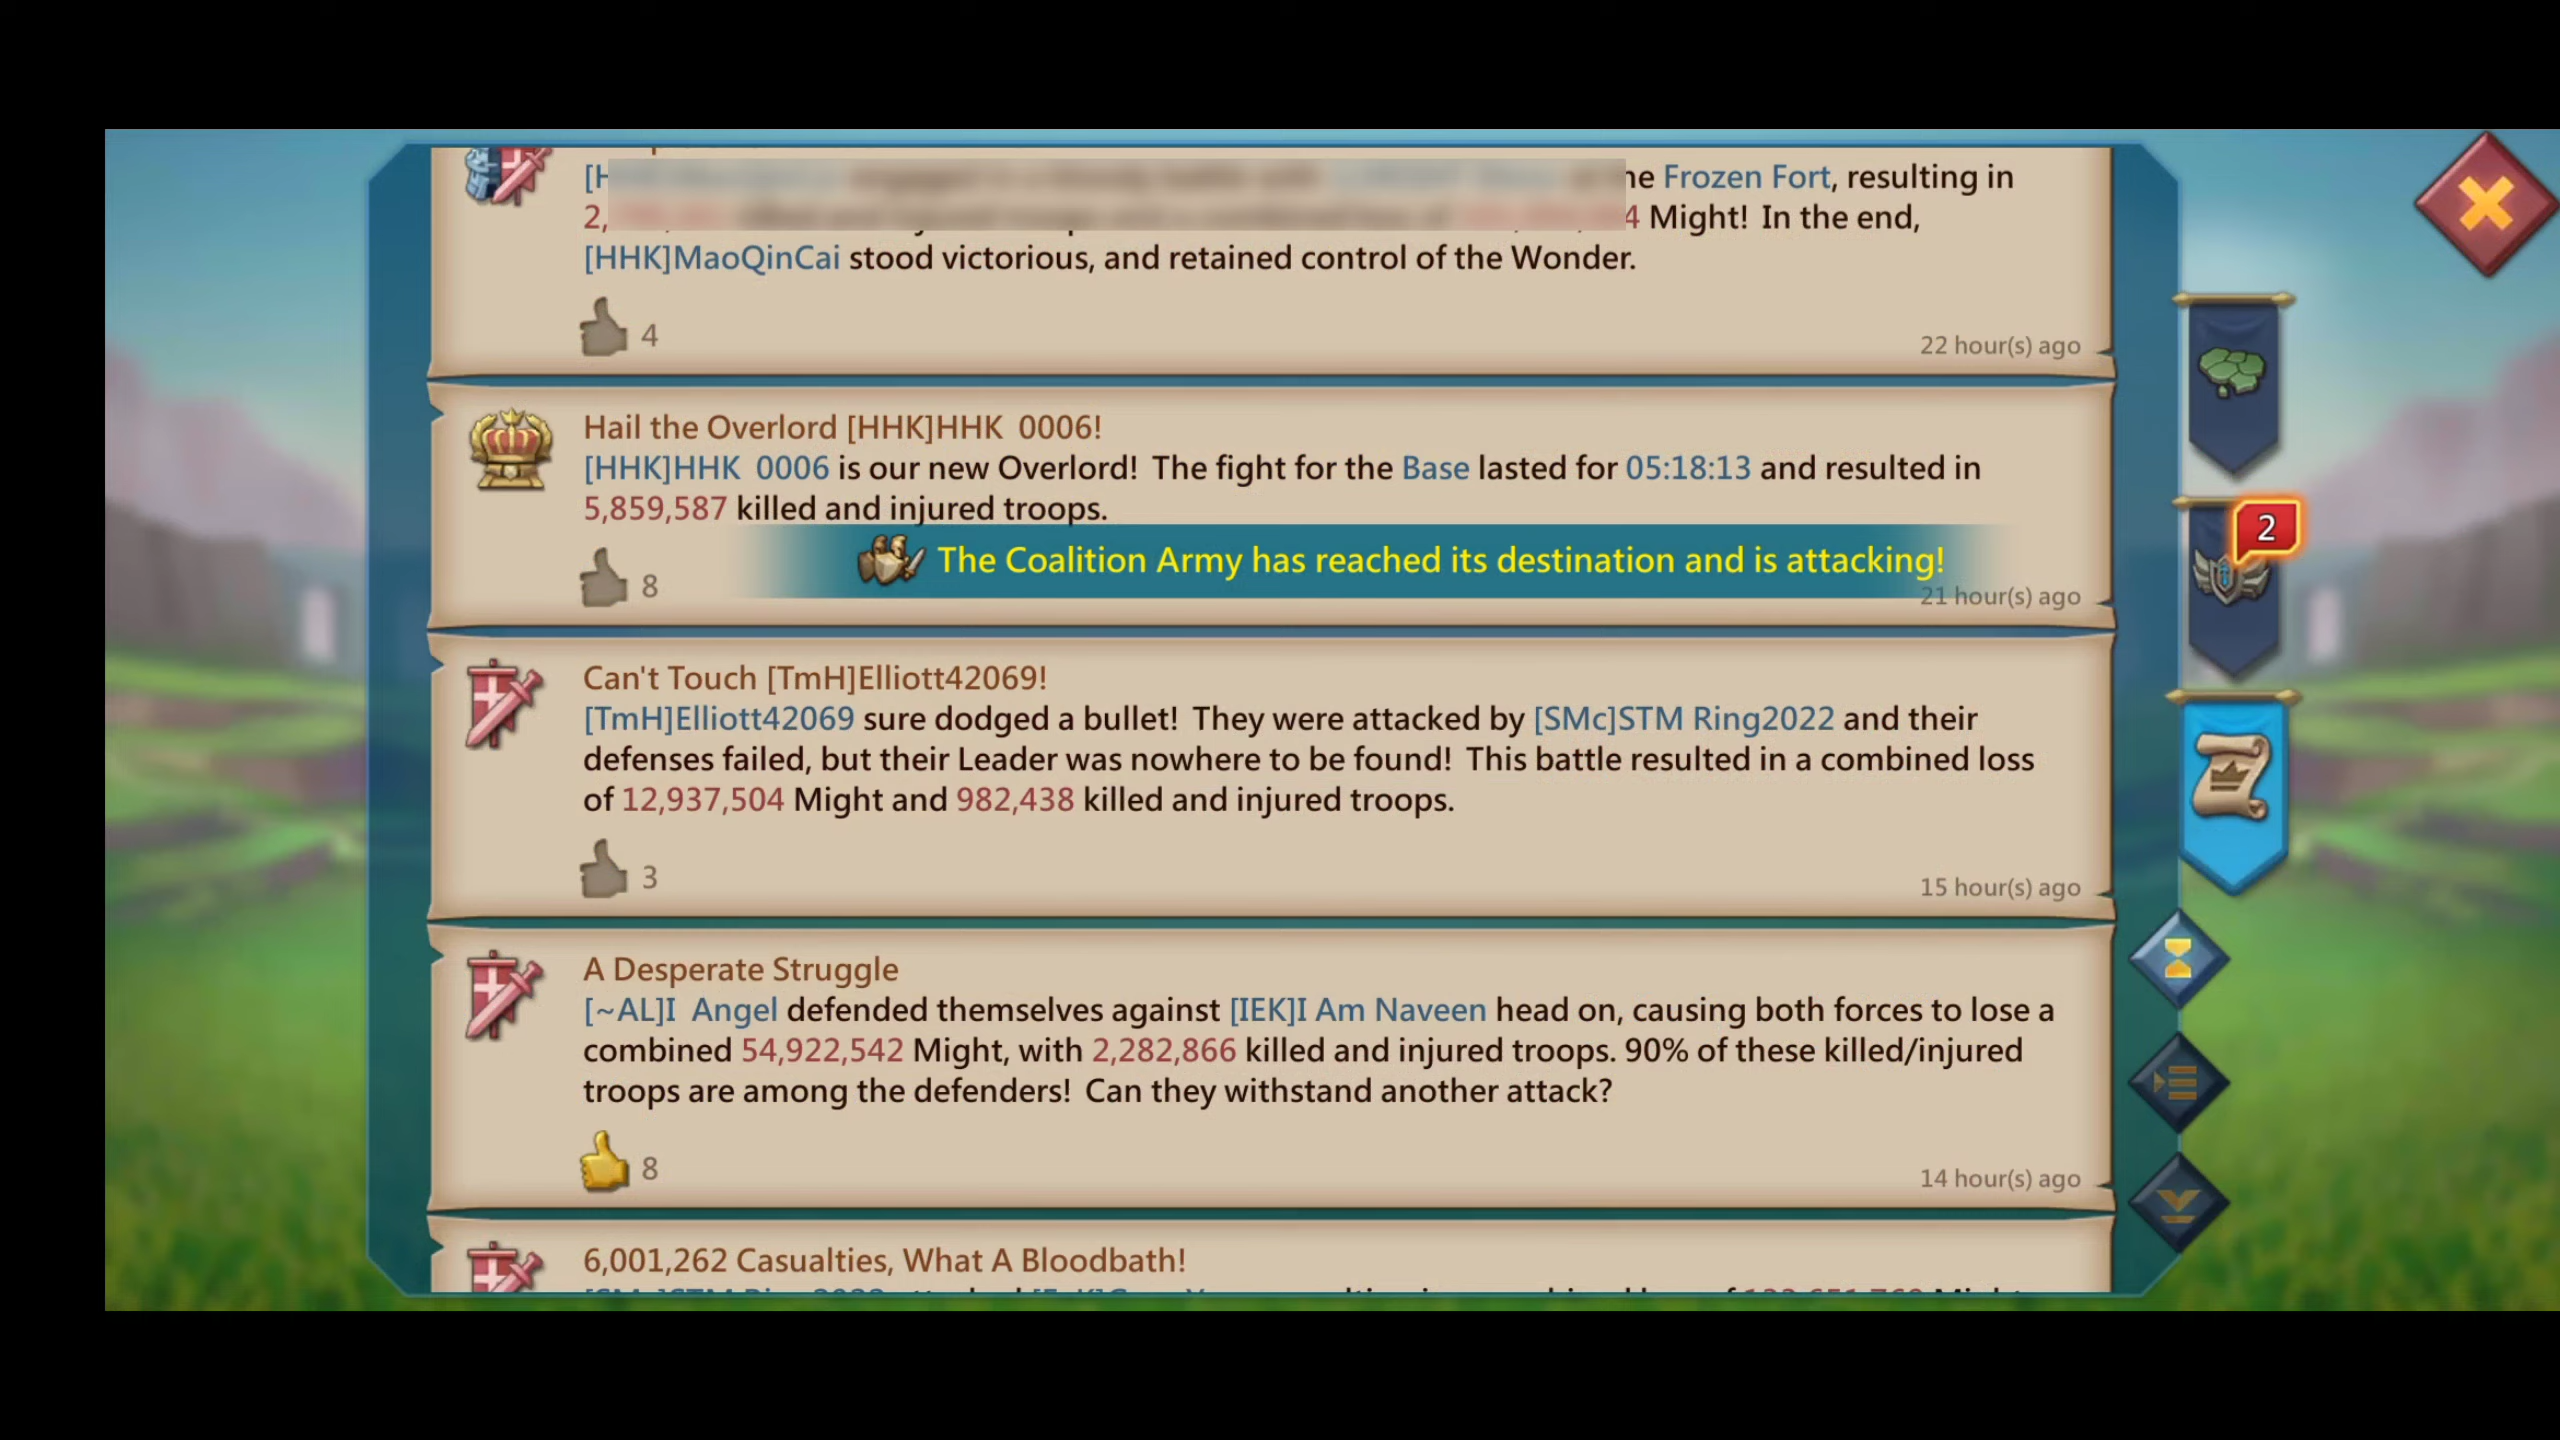 he Frozen Fort, resulting in
Might! In the end,
[HHK]MaoQinCai stood victorious, and retained control of the Wonder.
4
22 hour(s) ago
Hail the Overlord [HHK]HHK 0006!
[HHK]HHK 0006 is our new Overlord! The fight for the Base lasted for 05:18:13 and resulted in
5,859,587 killed and injured troops.
The Coalition Army has reached its destination and is attacking!
8
21 hour(s) ago
2
Can't Touch [TmH]Elliott42069!
[TmH]Elliott42069 sure dodged a bullet! They were attacked by [SMc]STM Ring2022 and their
defenses failed, but their Leader was nowhere to be found! This battle resulted in a combined loss
of 12,937,504 Might and 982,438 killed and injured troops.
3
15 hour(s) ago
A Desperate Struggle
[~AL]I Angel defended themselves against [IEK]I Am Naveen head on, causing both forces to lose a
combined 54,922,542 Might, with 2,282,866 killed and injured troops. 90% of these killed/injured
troops are among the defenders! Can they withstand another attack?
8
14 hour(s) ago
6,001,262 Casualties, What A Bloodbath!